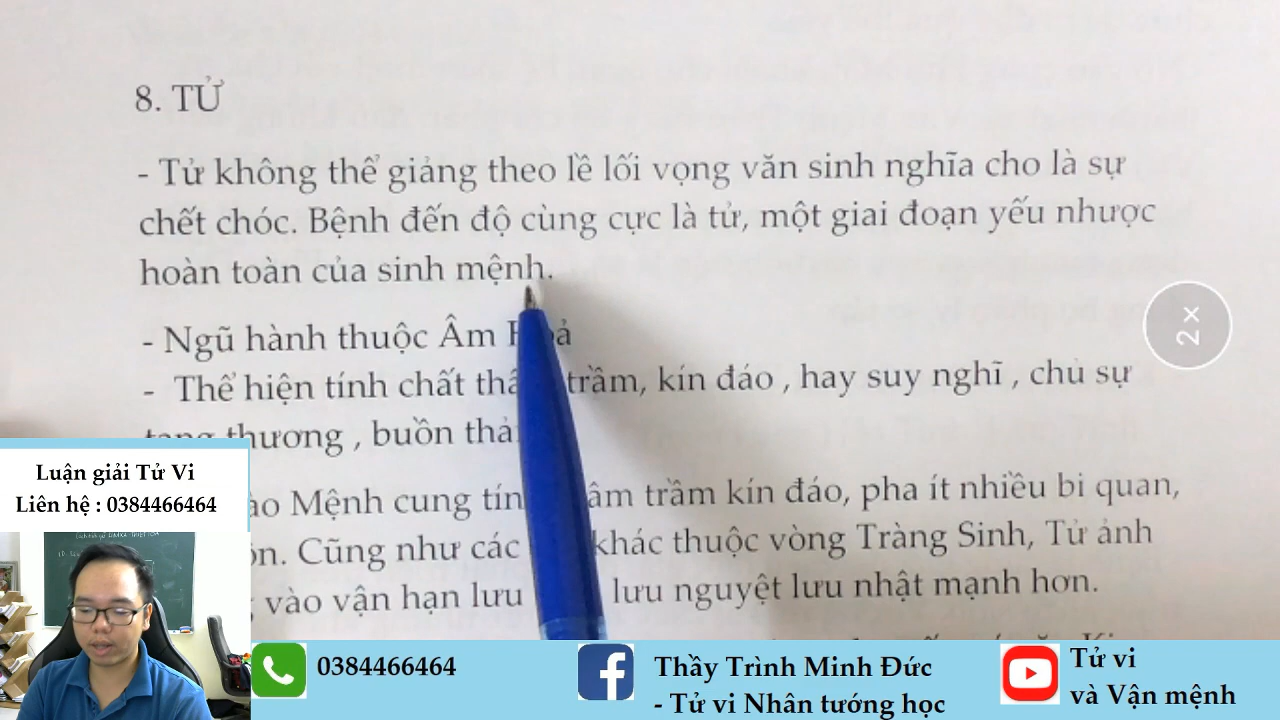 8. TỬ
- Tử không thể giảng theo lề lối vọng văn sinh nghĩa cho là sự
chết chóc. Bệnh đến độ cùng cực là tử, một giai đoạn yếu nhược
hoàn toàn của sinh mệnh.
- Ngũ hành thuộc Âm
- Thể hiện tính chất trầm, kín đáo , hay suy nghĩ , chủ sự
thương , buồn
Mệnh cung trầm kín đáo, pha ít nhiều bi quan,
Cũng như các khác thuộc vòng Tràng Sinh, Tử ảnh
vào vận hạn lưu lưu nguyệt lưu nhật mạnh hơn.
2×
Luận giải Tử Vi
Liên hệ : 0384466464
0384466464
Thầy Trình Minh Đức
- Tử vi Nhân tướng học
Tử vi
và Vận mệnh